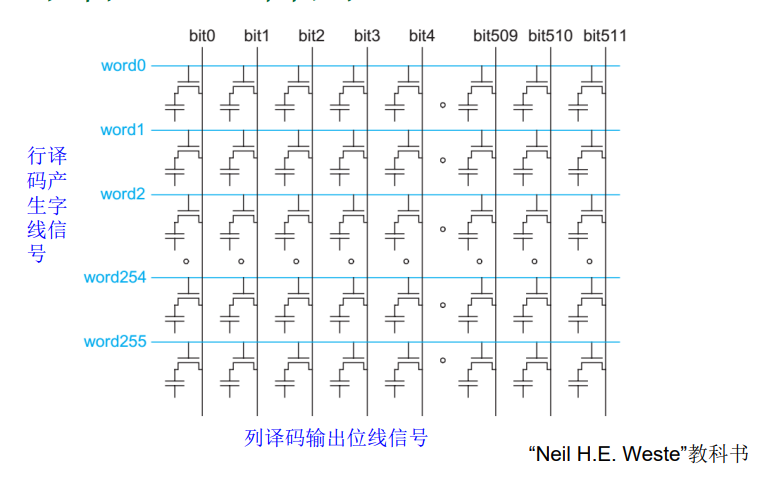 bit0 bit1 bit2 bit3 bit4 bit509 bit510 bit511
word0
word1
行译
码产
生字
线信
号
word2
word254
word255
列译码输出位线信号
“Neil H.E. Weste”教科书